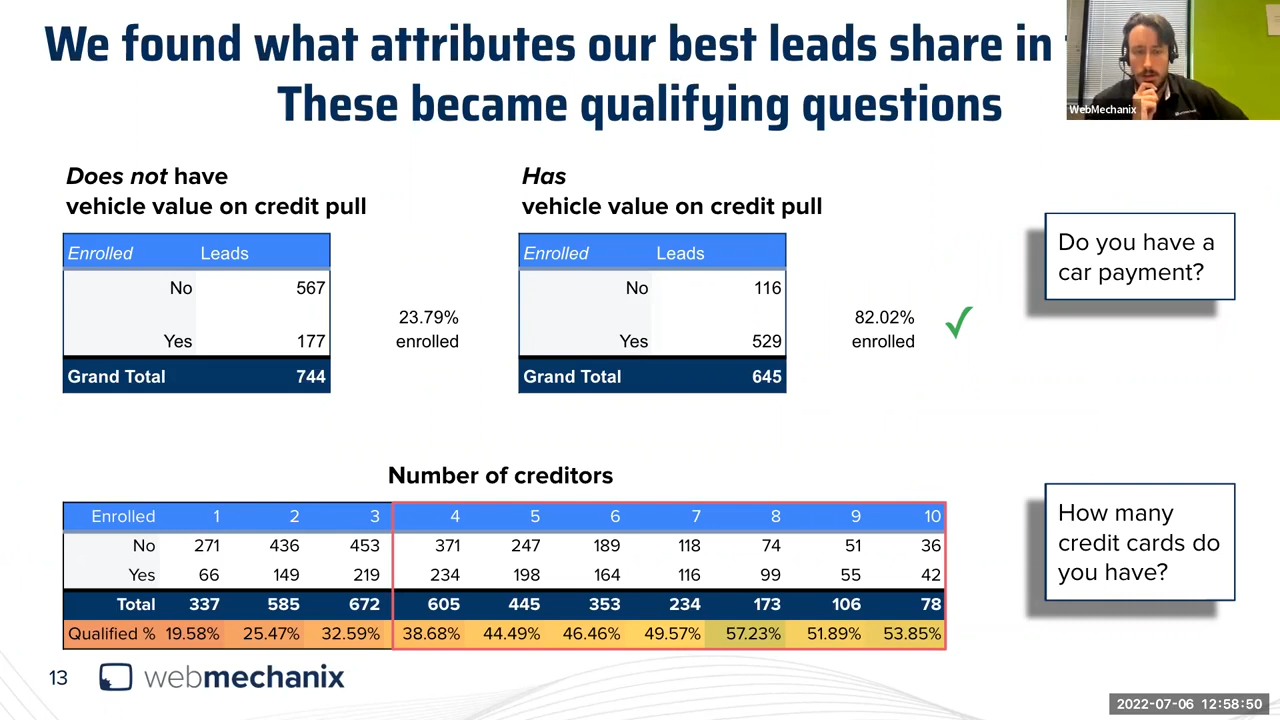 We found what attributes our best leads share in
These became qualifying questions
WebMechanix
Does not have
vehicle value on credit pull
Enrolled Leads
No 567
Yes 177
Grand Total 744
23.79%
enrolled
Has
vehicle value on credit pull
Enrolled Leads
No 116
Yes 529
Grand Total 645
82.02%
enrolled
Do you have a
car payment?
Number of creditors
Enrolled 1 2 3 4 5 6 7 8 9 10
No 271 436 453 371 247 189 118 74 51 36
Yes 66 149 219 234 198 164 116 99 55 42
Total 337 585 672 605 445 353 234 173 106 78
Qualified % 19.58% 25.47% 32.59% 38.68% 44.49% 46.46% 49.57% 57.23% 51.89% 53.85%
How many
credit cards do
you have?
13 webmechanix
2022-07-06 12:58:50